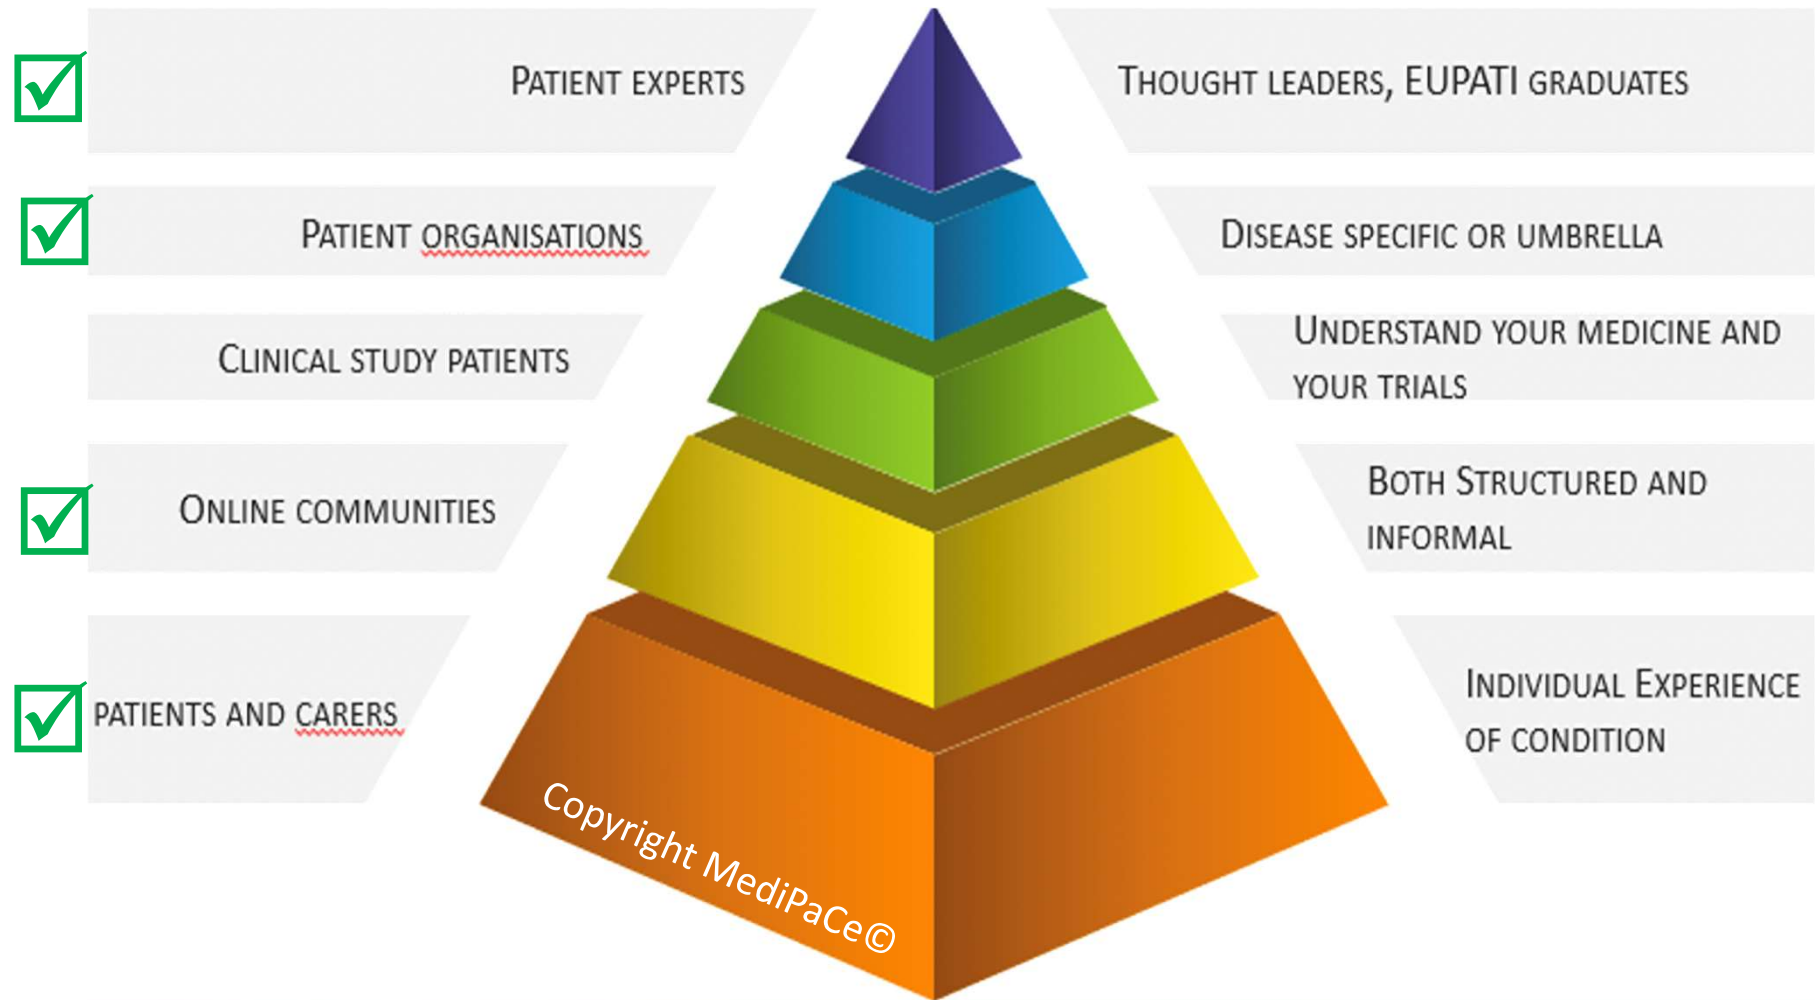 Patient experts
Thought leaders, EUPATI graduates
Patient organisations
Disease specific or umbrella
Clinical study patients
Understand your medicine and
your trials
Online communities
Both Structured and
informal
patients and carers
Individual Experience
of condition
Copyright MediPaCe©